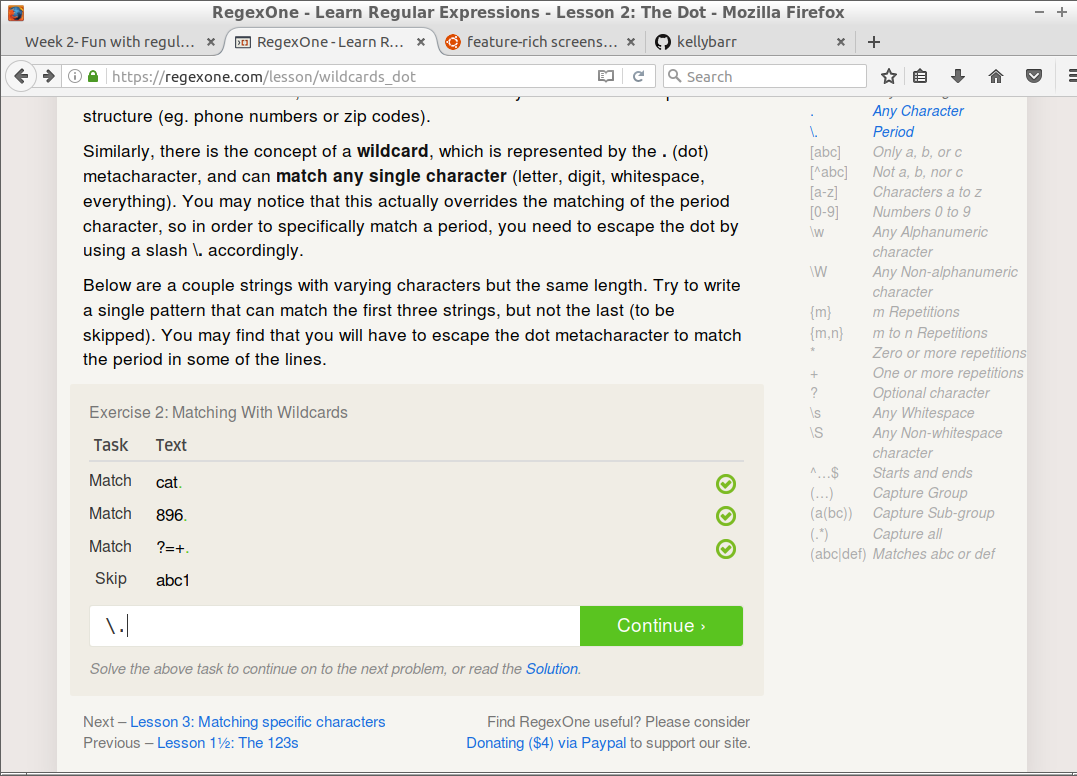 RegexOne - Learn Regular Expressions - Lesson 2: The Dot - Mozilla Firefox
Week 2- Fun with regul... × RegexOne - Learn R... × feature-rich screens... × kellybarr ×
https://regexone.com/lesson/wildcards_dot Search
structure (eg. phone numbers or zip codes).
Similarly, there is the concept of a wildcard, which is represented by the . (dot)
metacharacter, and can match any single character (letter, digit, whitespace,
everything). You may notice that this actually overrides the matching of the period
character, so in order to specifically match a period, you need to escape the dot by
using a slash \. accordingly.
Below are a couple strings with varying characters but the same length. Try to write
a single pattern that can match the first three strings, but not the last (to be
skipped). You may find that you will have to escape the dot metacharacter to match
the period in some of the lines.
Exercise 2: Matching With Wildcards
Task Text
Match cat.
Match 896.
Match ?=+.
Skip abc1
\.
Continue ›
Solve the above task to continue on to the next problem, or read the Solution.
Next – Lesson 3: Matching specific characters
Previous – Lesson 1½: The 123s
Find RegexOne useful? Please consider
Donating ($4) via Paypal to support our site.
. Any Character
\. Period
[abc] Only a, b, or c
[^abc] Not a, b, nor c
[a-z] Characters a to z
[0-9] Numbers 0 to 9
\w Any Alphanumeric
character
\W Any Non-alphanumeric
character
{m} m Repetitions
{m,n} m to n Repetitions
* Zero or more repetitions
+ One or more repetitions
? Optional character
\s Any Whitespace
\S Any Non-whitespace
character
^…$ Starts and ends
(…) Capture Group
(a(bc)) Capture Sub-group
(.*) Capture all
(abc|def) Matches abc or def